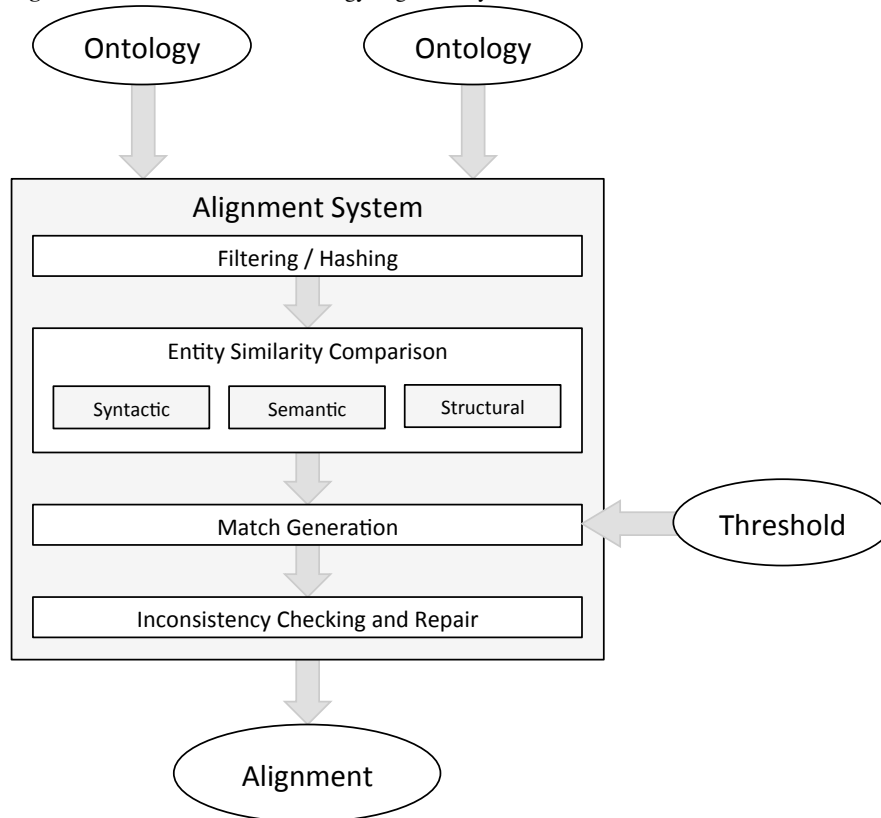 Ontology
Ontology
Alignment System
Filtering / Hashing
Entity Similarity Comparison
Syntactic
Semantic
Structural
Match Generation
Threshold
Inconsistency Checking and Repair
Alignment